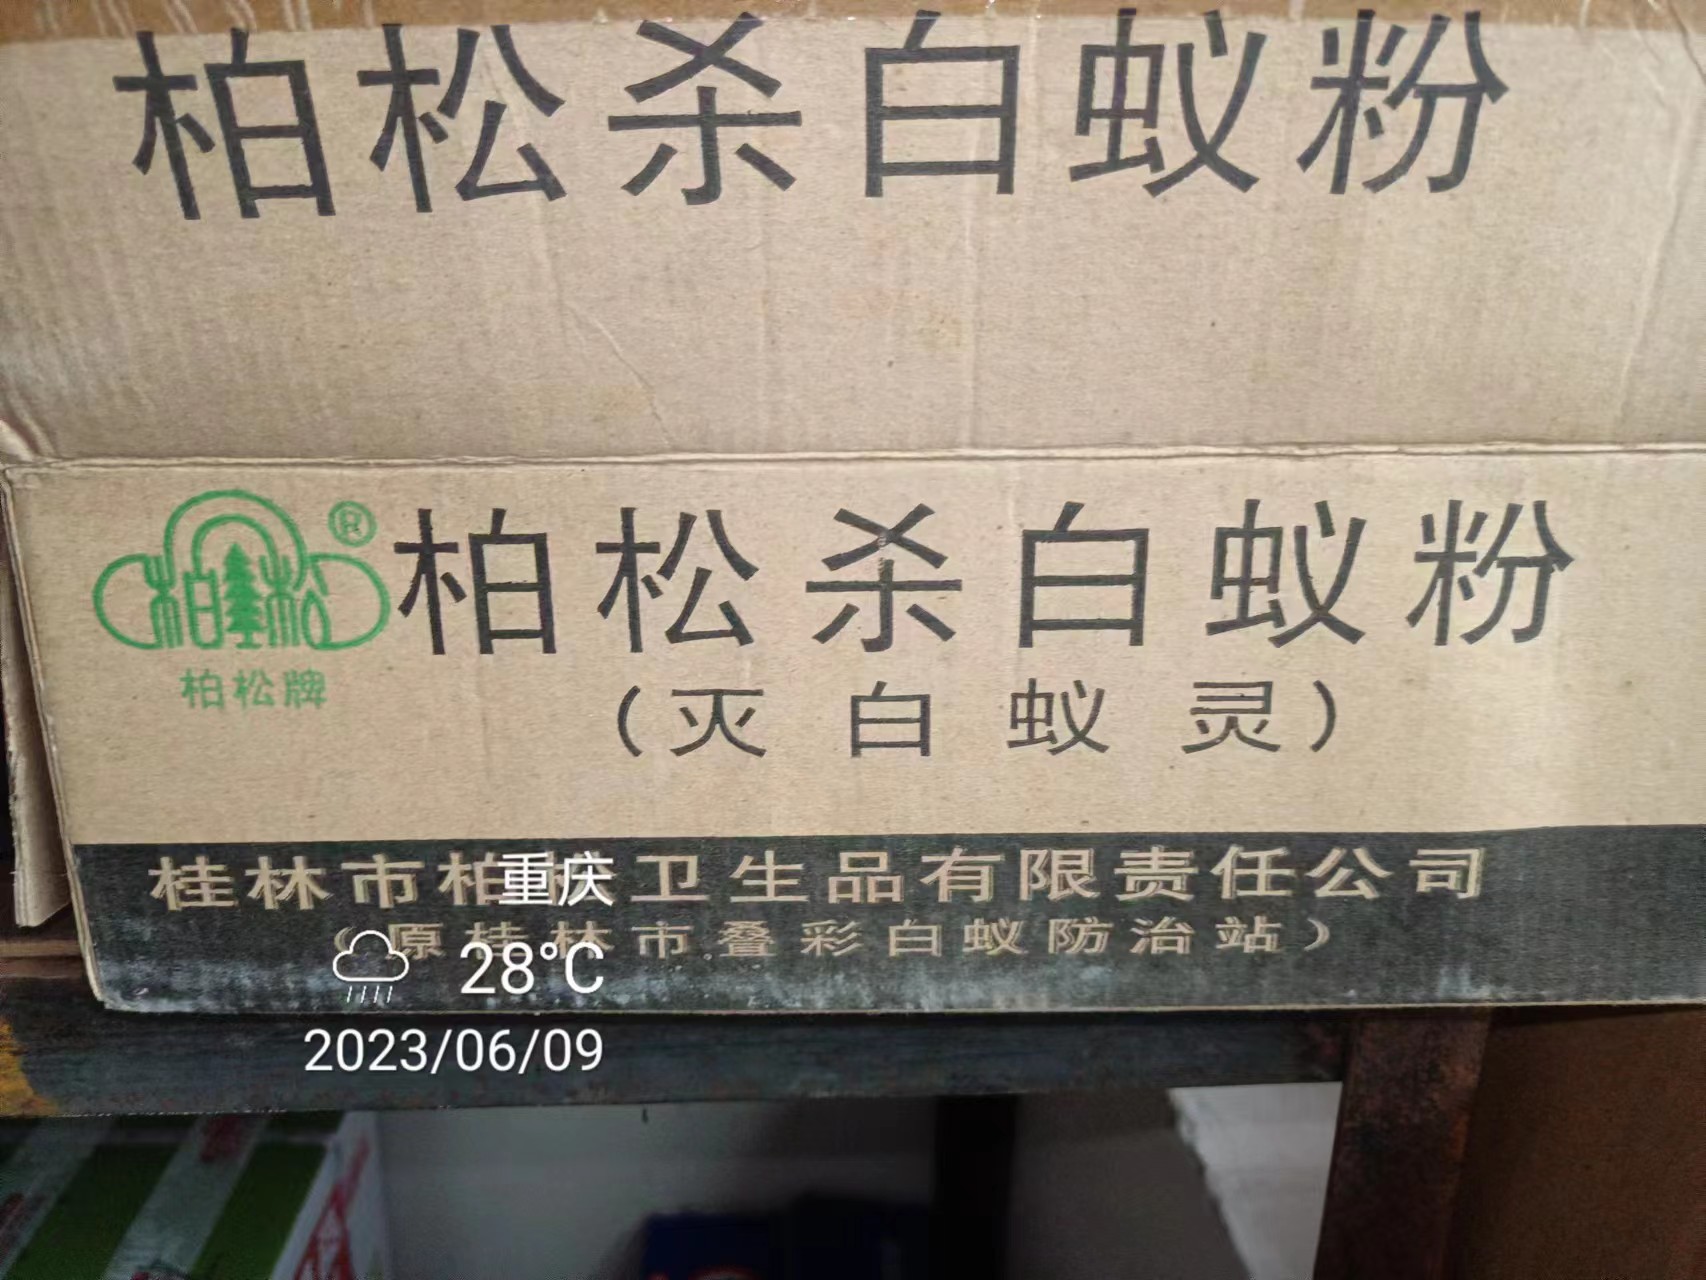 柏松杀白蚁粉
柏松
®
柏松牌
柏松杀白蚁粉
(灭白蚁灵)
桂林市柏 卫生品有限责任公司
(原桂林市叠彩白蚁防治站)
重庆
28°C
2023/06/09